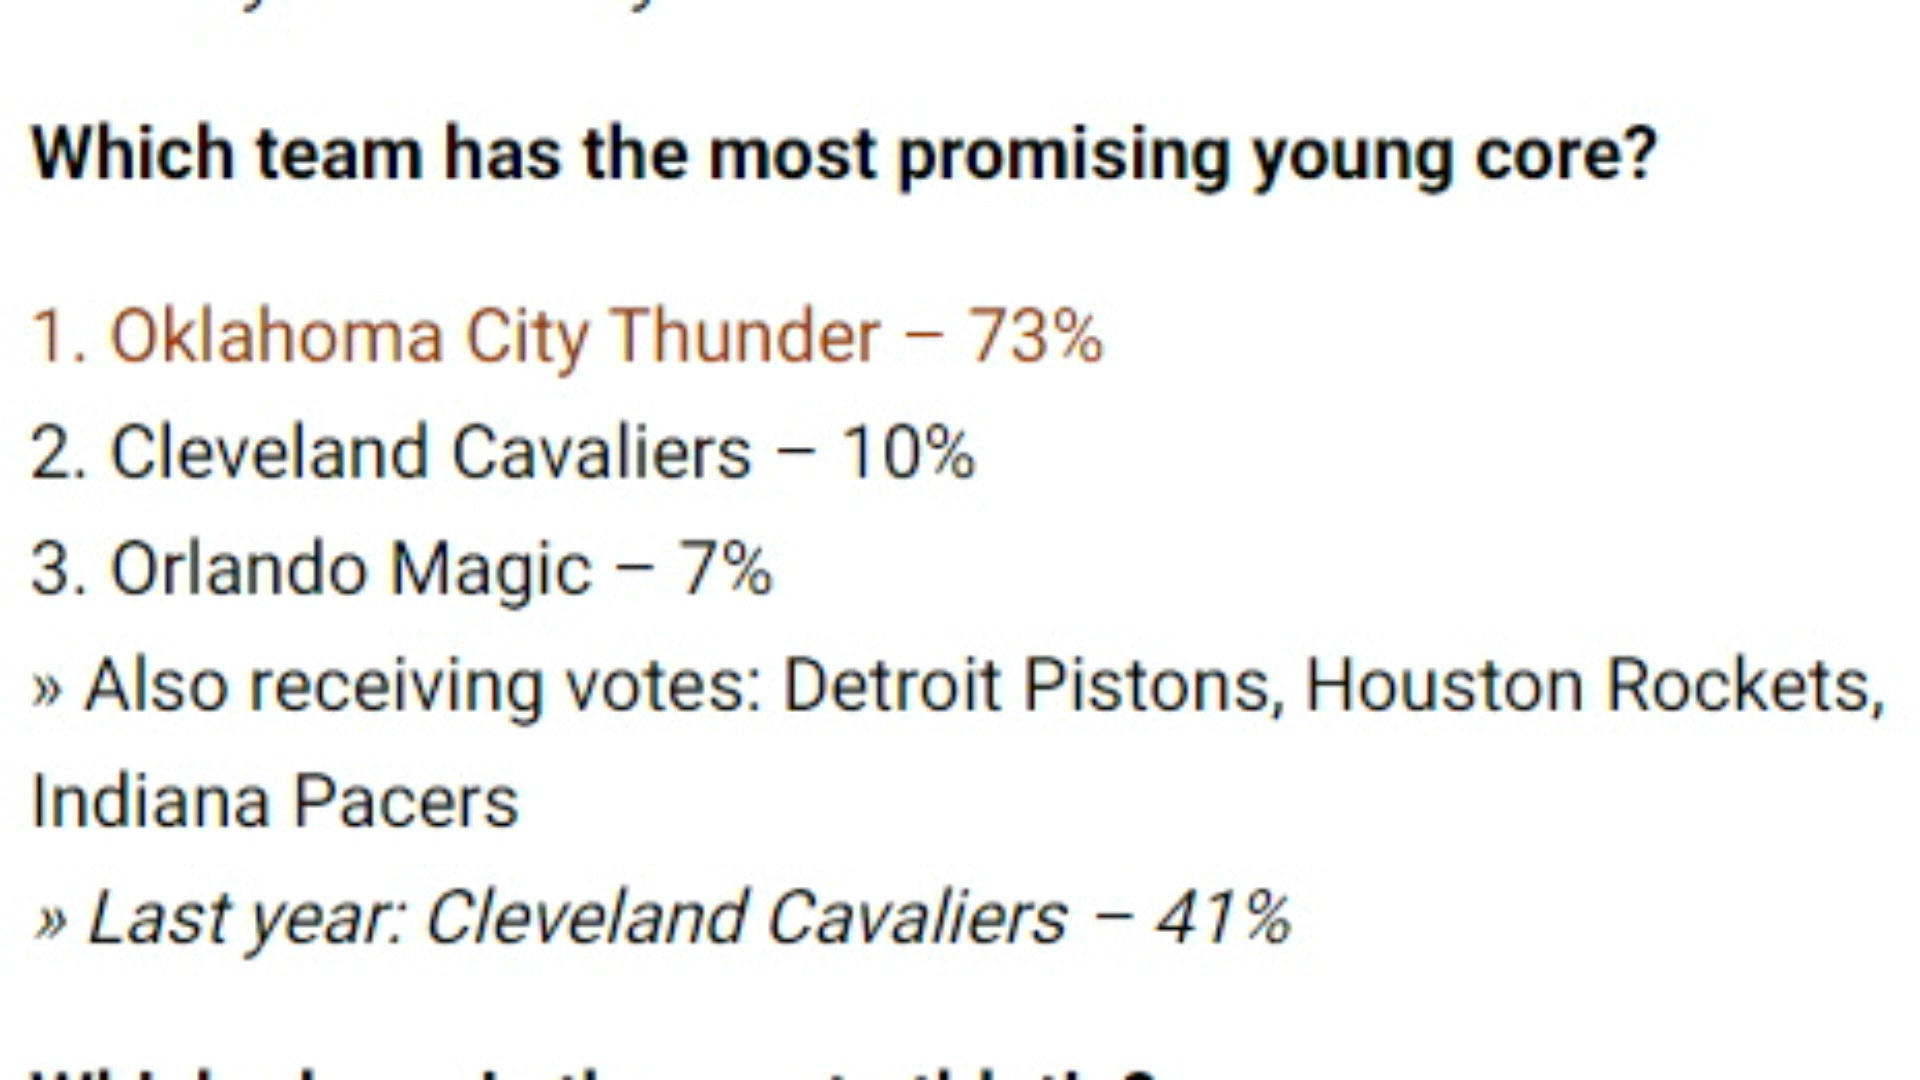 Which team has the most promising young core?
1. Oklahoma City Thunder – 73%
2. Cleveland Cavaliers – 10%
3. Orlando Magic – 7%
» Also receiving votes: Detroit Pistons, Houston Rockets,
Indiana Pacers
» Last year: Cleveland Cavaliers – 41%